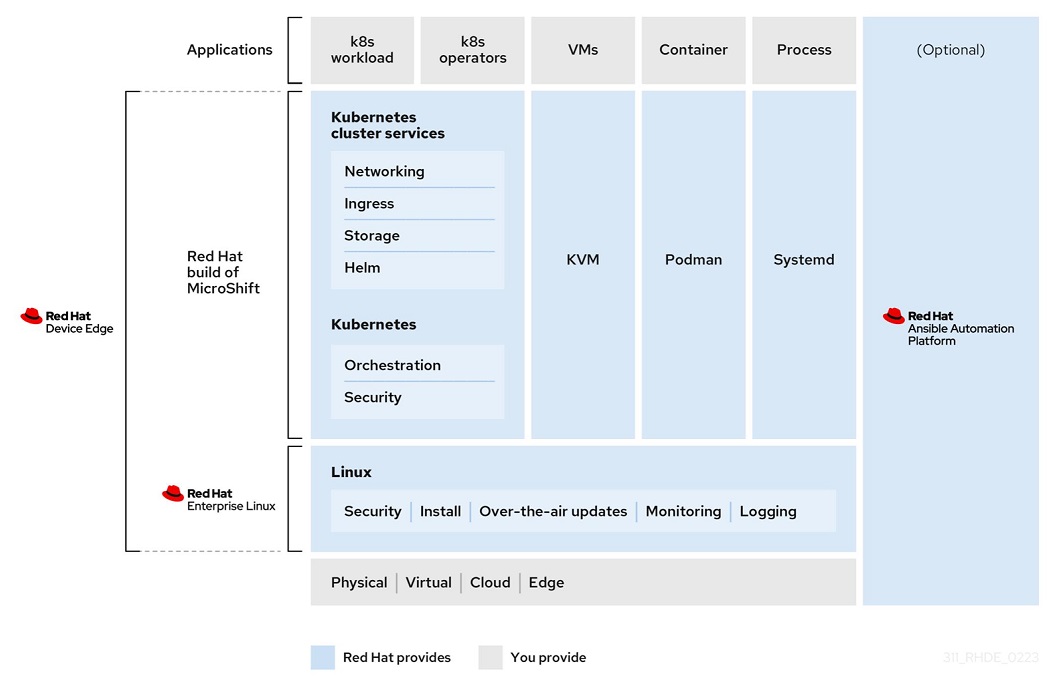 Applications
k8s
workload
k8s
operators
VMs
Container
Process
(Optional)
Kubernetes
cluster services
Networking
Ingress
Storage
Helm
Kubernetes
Orchestration
Security
KVM
Podman
Systemd
Red Hat
build of
MicroShift
Red Hat
Device Edge
Red Hat
Ansible Automation
Platform
Red Hat
Enterprise Linux
Linux
Security
Install
Over-the-air updates
Monitoring
Logging
Physical
Virtual
Cloud
Edge
Red Hat provides
You provide
311_RHDE_0223